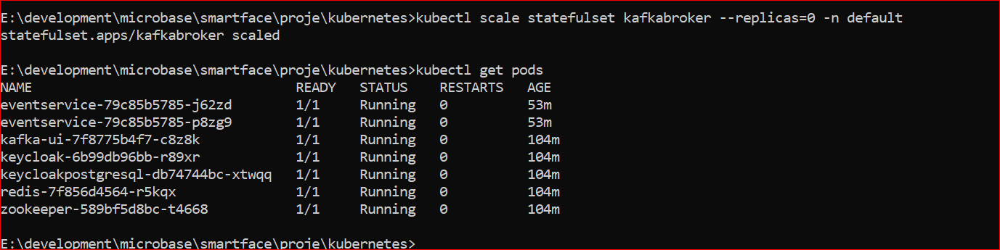 E:\development\microbase\smartface\proje\kubernetes>kubectl scale statefulset kafkabroker --replicas=0 -n default
statefulset.apps/kafkabroker scaled
E:\development\microbase\smartface\proje\kubernetes>kubectl get pods
NAME READY STATUS RESTARTS AGE
eventservice-79c85b5785-j62zd 1/1 Running 0 53m
eventservice-79c85b5785-p8zg9 1/1 Running 0 53m
kafka-ui-7f8775b4f7-c8z8k 1/1 Running 0 104m
keycloak-6b99db96bb-r89xr 1/1 Running 0 104m
keycloakpostgresql-db74744bc-xtwqq 1/1 Running 0 104m
redis-7f856d4564-r5kqx 1/1 Running 0 104m
zookeeper-589bf5d8bc-t4668 1/1 Running 0 104m
E:\development\microbase\smartface\proje\kubernetes>